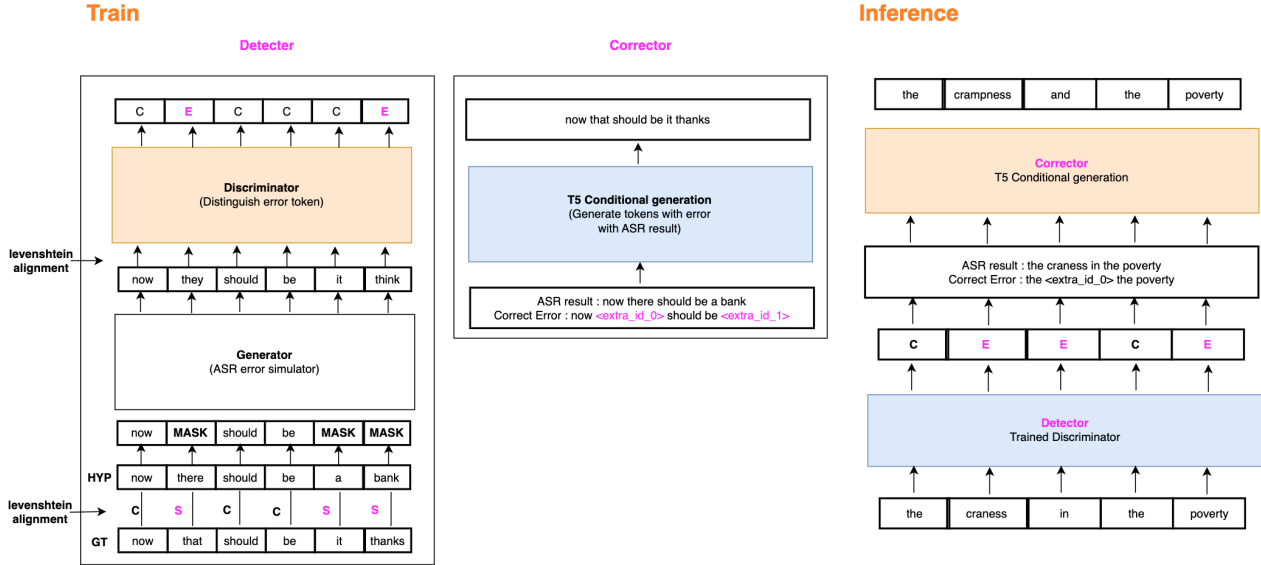 Train
Inference
Detecter
Corrector
C E C C C E
Discriminator
(Distinguish error token)
levenshtein
alignment
now they should be it think
Generator
(ASR error simulator)
now MASK should be MASK MASK
HYP now there should be a bank
levenshtein
alignment
C S C C S S
GT now that should be it thanks
now that should be it thanks
T5 Conditional generation
(Generate tokens with error
with ASR result)
ASR result : now there should be a bank
Correct Error : now <extra_id_0> should be <extra_id_1>
the crampness and the poverty
Corrector
T5 Conditional generation
ASR result : the craness in the poverty
Correct Error : the <extra_id_0> the poverty
C E E C E
Detector
Trained Discriminator
the craness in the poverty